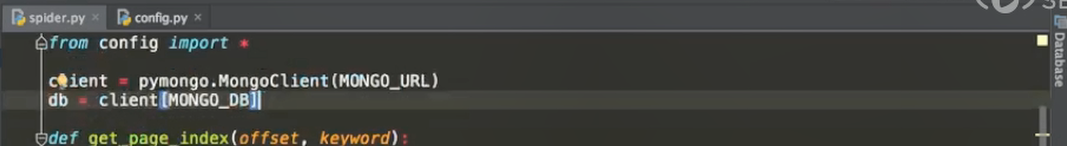 spider.py × config.py ×
from config import *
client = pymongo.MongoClient(MONGO_URL)
db = client[MONGO_DB]
def get_page_index(offset, keyword):
Database